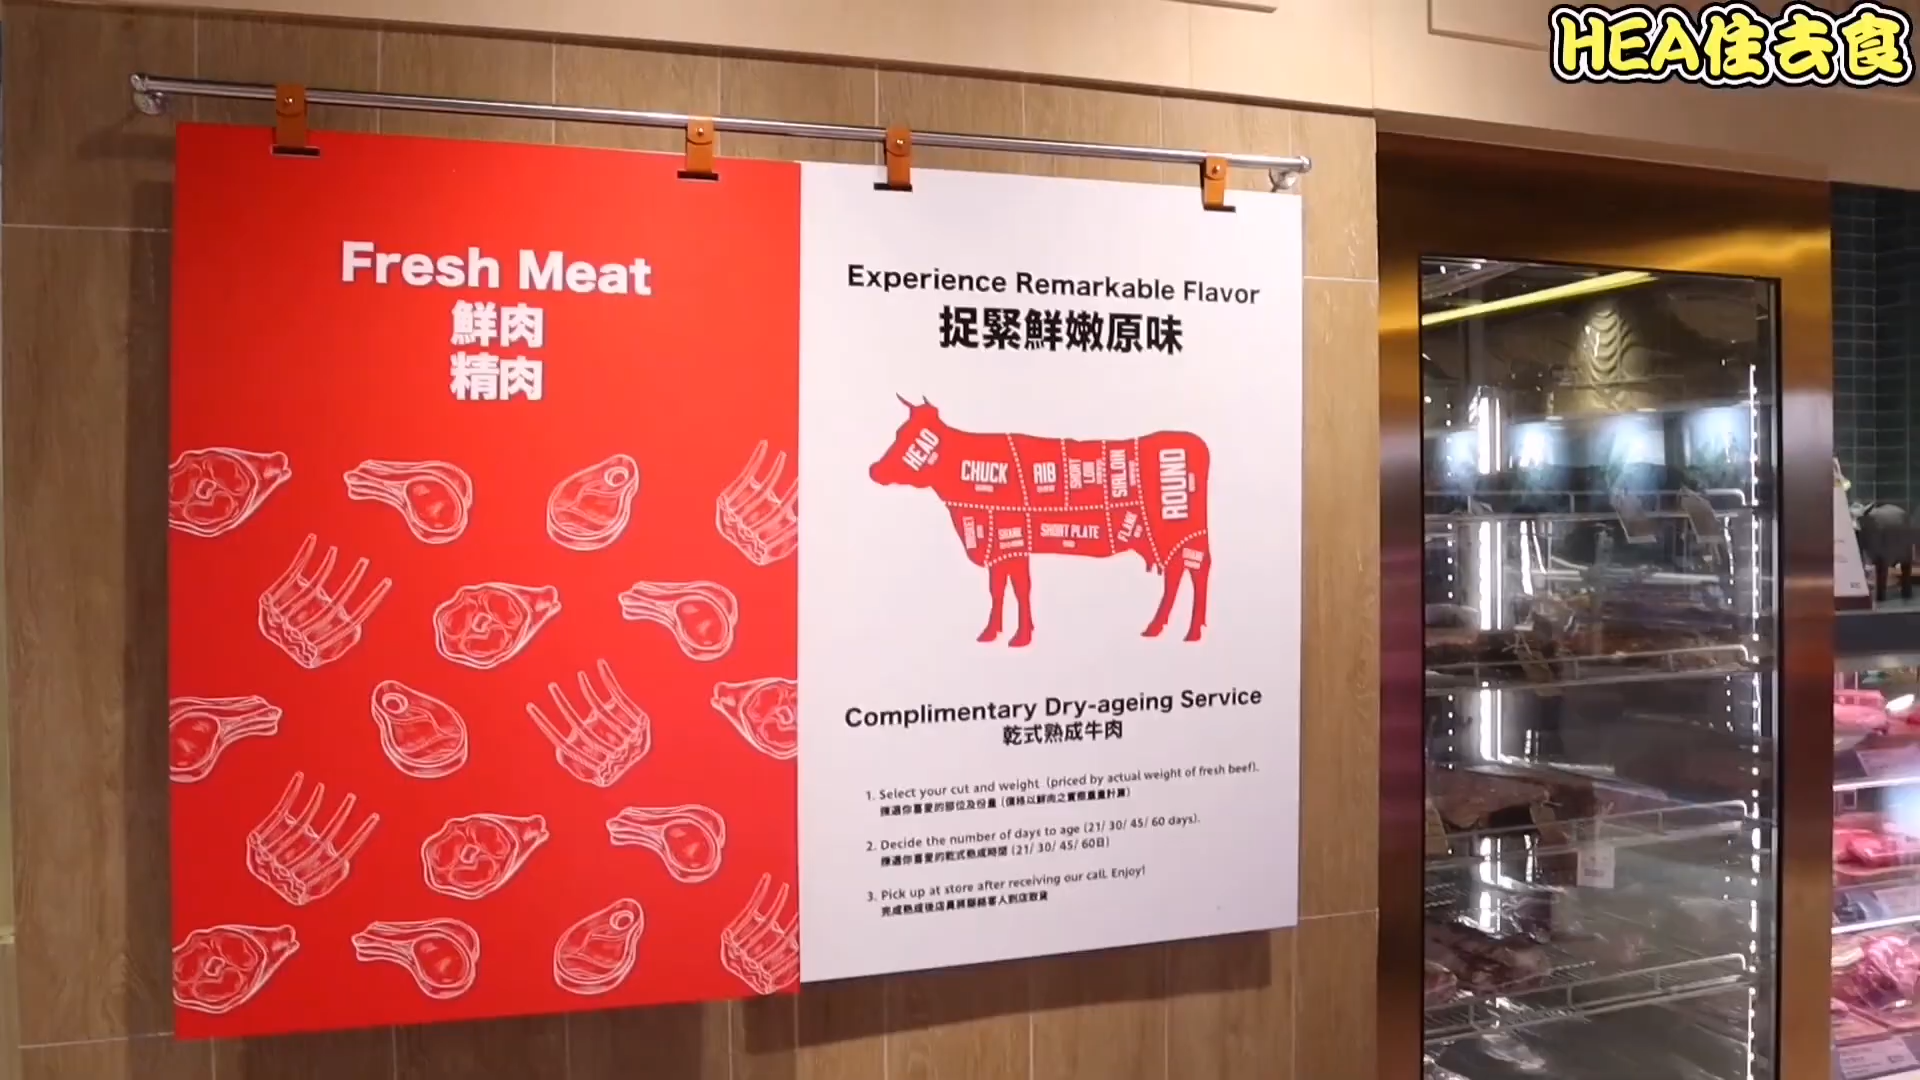 HEA住去食
Fresh Meat
鮮肉
精肉
Experience Remarkable Flavor
捉緊鮮嫩原味
HEAD
CHUCK
RIB
SHORT LOIN
SIRLOIN
ROUND
BRISKET
SHANK
SHORT PLATE
FLANK
SHANK
Complimentary Dry-ageing Service
乾式熟成牛肉
1. Select your cut and weight (priced by actual weight of fresh beef).
揀選你喜愛的部位及份量 (價格以鮮肉之實際重量計算)
2. Decide the number of days to age (21/ 30/ 45/ 60 days).
揀選你喜愛的乾式熟成時間 (21/ 30/ 45/ 60日)
3. Pick up at store after receiving our call. Enjoy!
完成熟成後店員將聯絡客人到店取貨